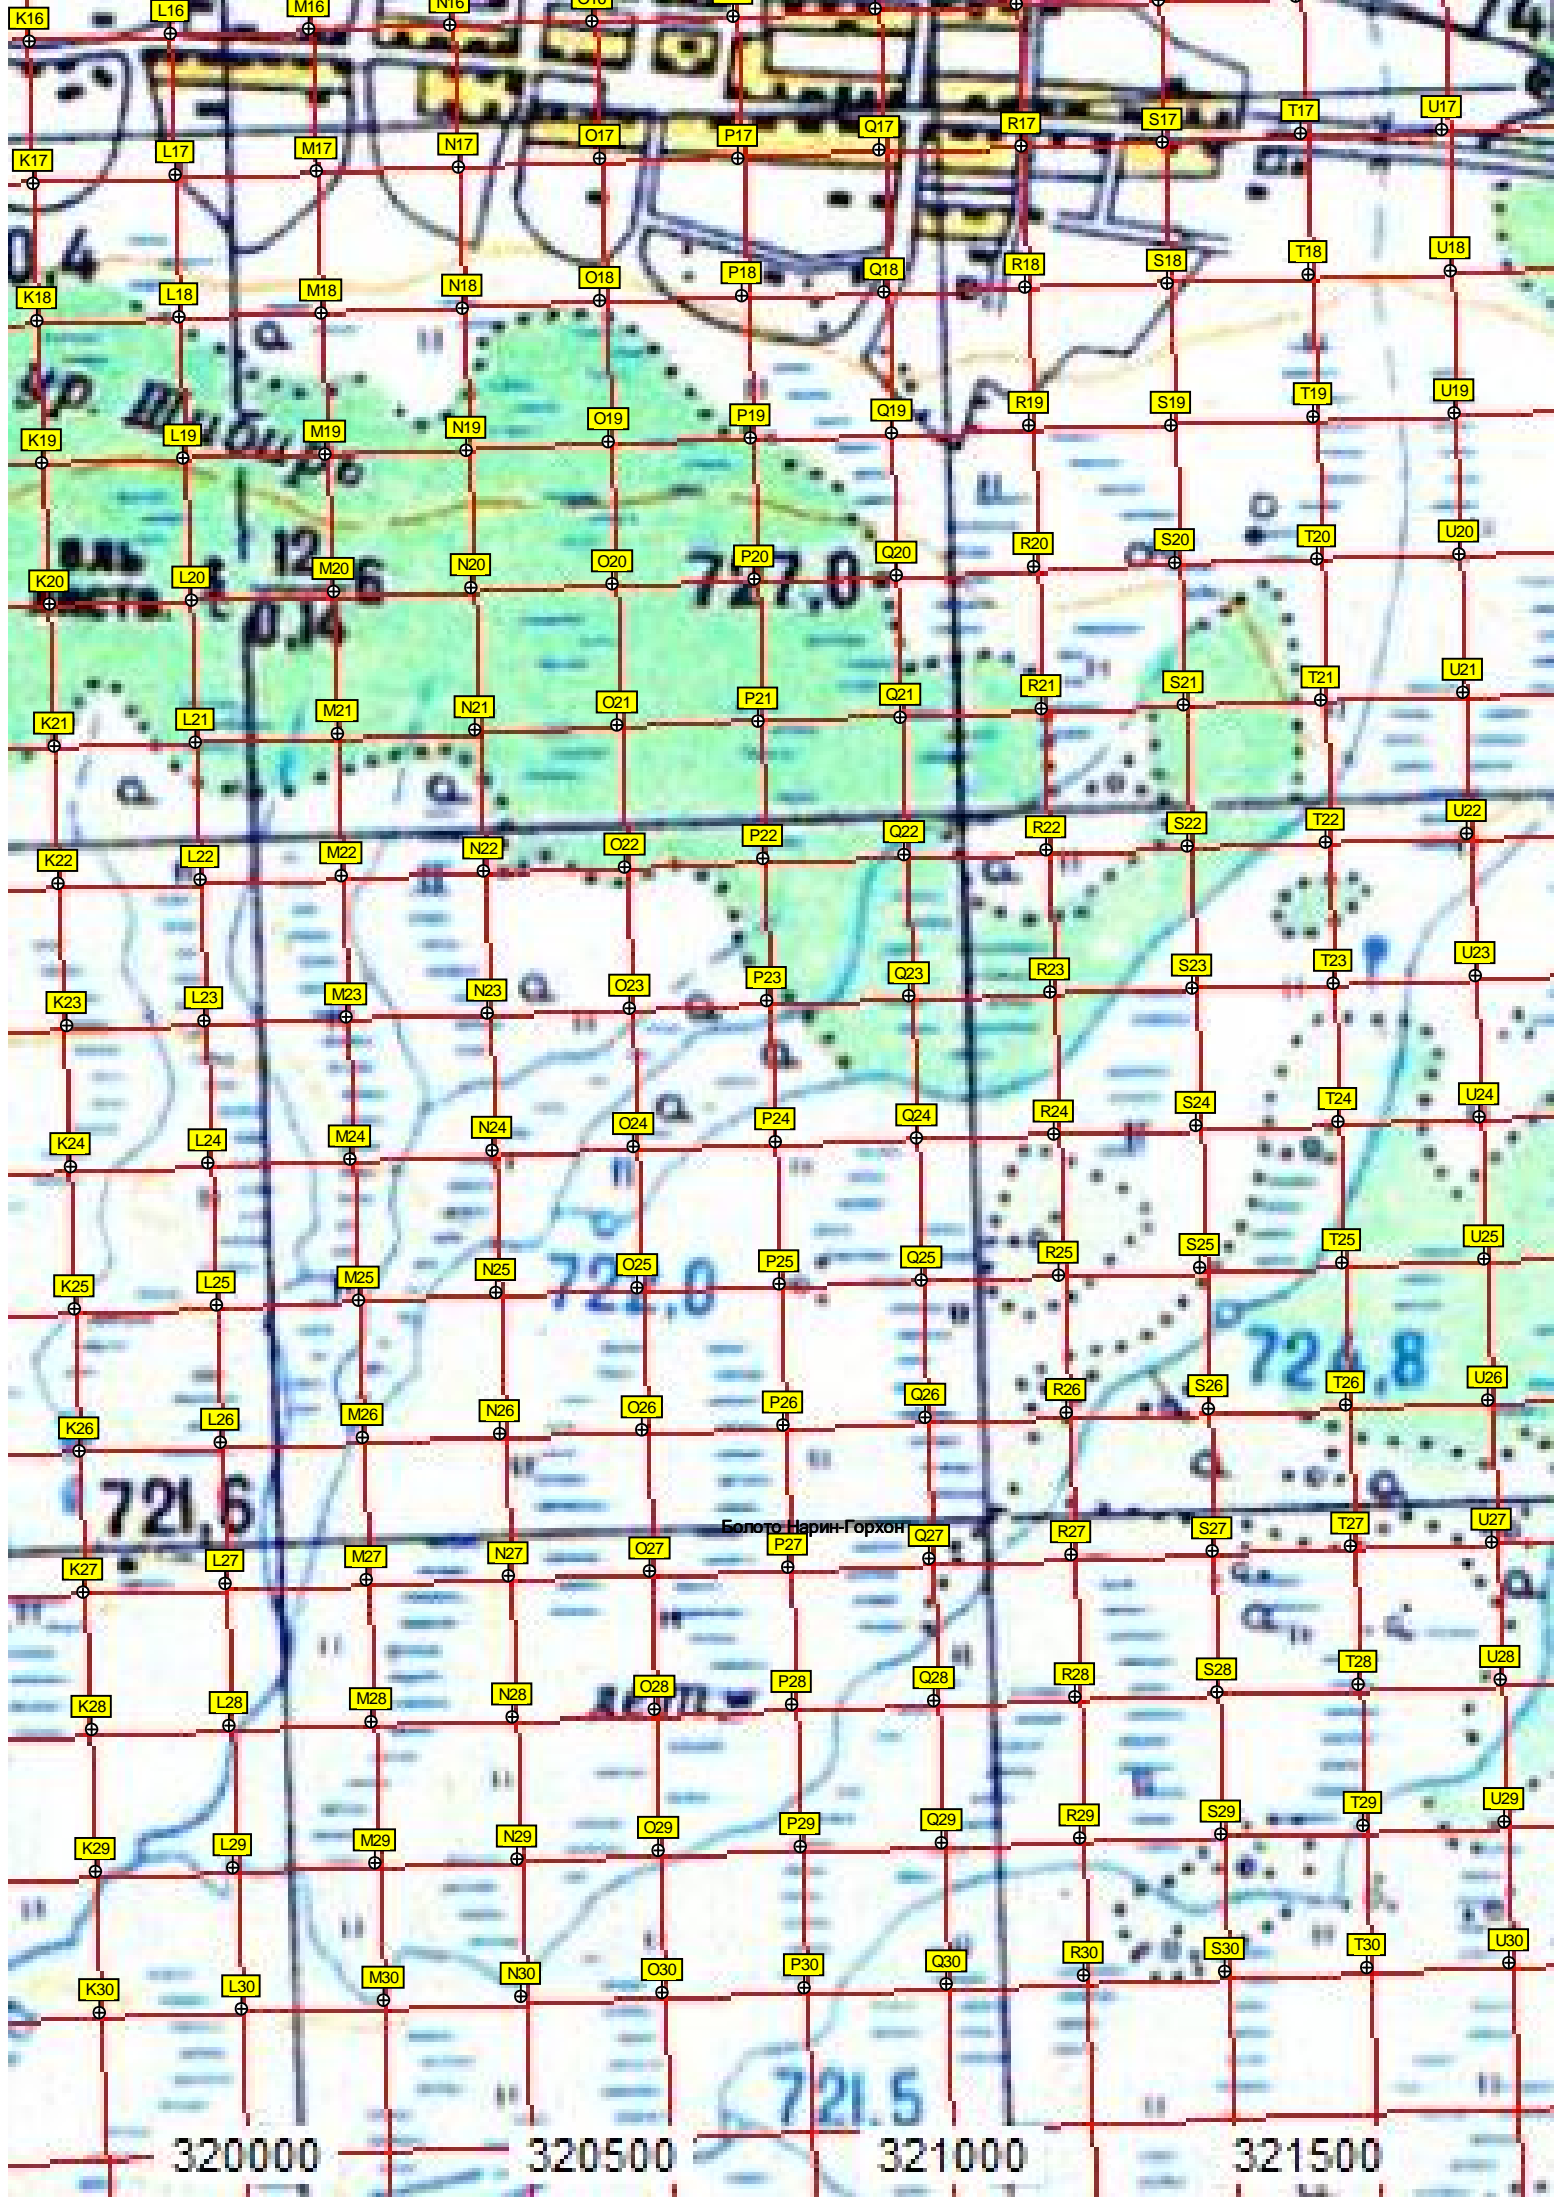 K16 L16 M16 N16
K17 L17 M17 N17 O17 P17 Q17 R17 S17 T17 U17
K18 L18 M18 N18 O18 P18 Q18 R18 S18 T18 U18
ур. Шибирь
K19 L19 M19 N19 O19 P19 Q19 R19 S19 T19 U19
K20 L20 M20 N20 O20 P20 Q20 R20 S20 T20 U20
727,0
0,14
K21 L21 M21 N21 O21 P21 Q21 R21 S21 T21 U21
K22 L22 M22 N22 O22 P22 Q22 R22 S22 T22 U22
K23 L23 M23 N23 O23 P23 Q23 R23 S23 T23 U23
K24 L24 M24 N24 O24 P24 Q24 R24 S24 T24 U24
K25 L25 M25 N25 O25 P25 Q25 R25 S25 T25 U25
722,0
K26 L26 M26 N26 O26 P26 Q26 R26 S26 T26 U26
721,6
Болото Нарин-Горхон
K27 L27 M27 N27 O27 P27 Q27 R27 S27 T27 U27
K28 L28 M28 N28 O28 P28 Q28 R28 S28 T28 U28
K29 L29 M29 N29 O29 P29 Q29 R29 S29 T29 U29
K30 L30 M30 N30 O30 P30 Q30 R30 S30 T30 U30
721.5
320000 320500 321000 321500